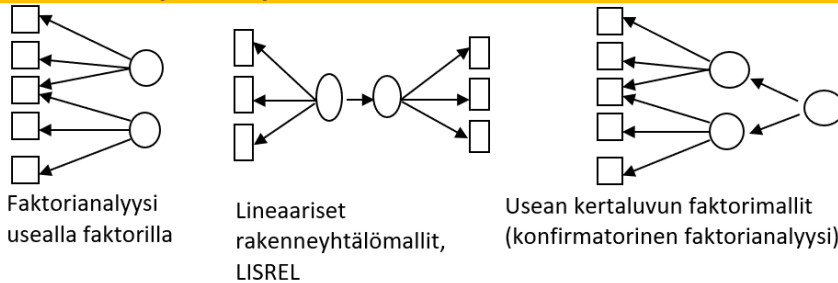 Faktorianalyysi
usealla faktorilla
Lineaariset
rakenneyhtälömallit,
LISREL
Usean kertaluvun faktorimallit
(konfirmatorinen faktorianalyysi)